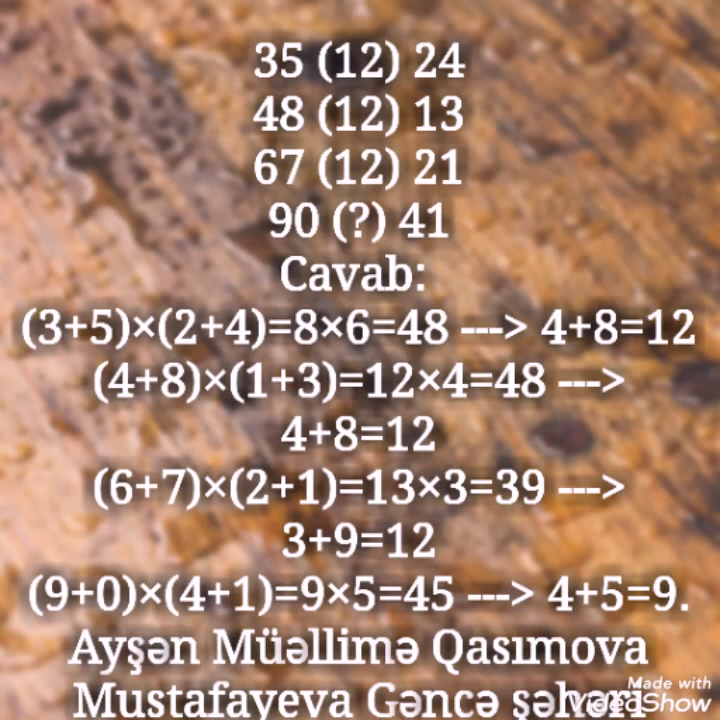 35 (12) 24
48 (12) 13
67 (12) 21
90 (?) 41
Cavab:
(3+5)×(2+4)=8×6=48 ---> 4+8=12
(4+8)×(1+3)=12×4=48 --->
4+8=12
(6+7)×(2+1)=13×3=39 --->
3+9=12
(9+0)×(4+1)=9×5=45 ---> 4+5=9.
Ayşən Müəllimə Qasımova
Mustafayeva Gəncə
Made with
VideoShow